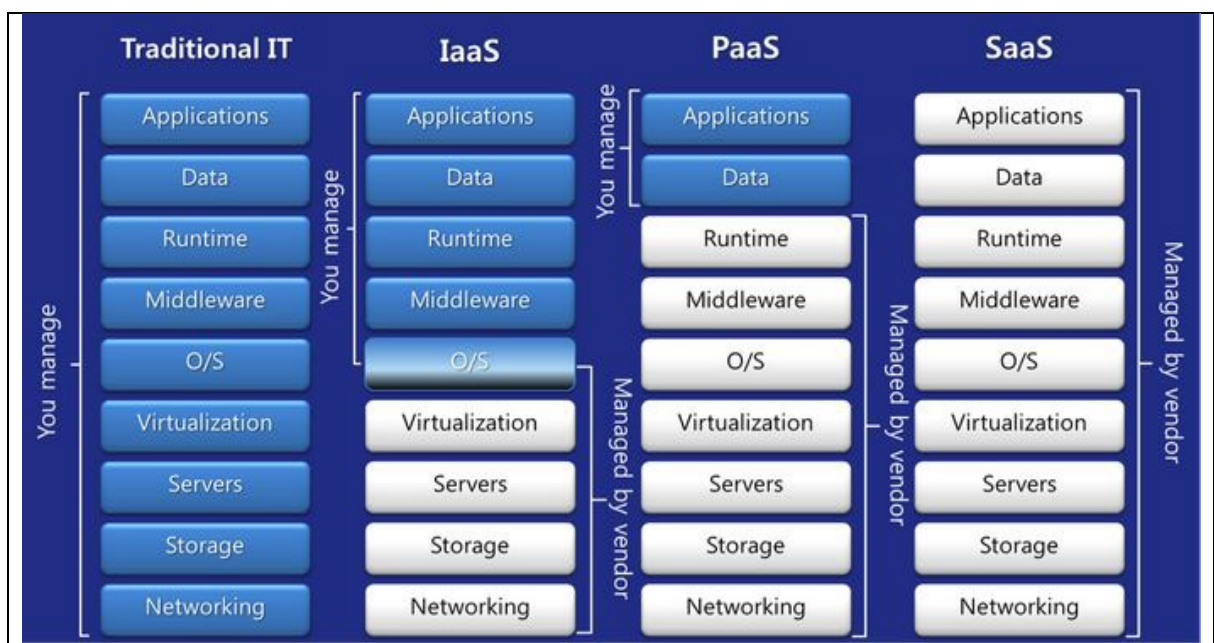 Traditional IT
IaaS
PaaS
SaaS
You manage
Applications
Data
Runtime
Middleware
O/S
Virtualization
Servers
Storage
Networking
You manage
Applications
Data
Runtime
Middleware
O/S
Virtualization
Servers
Storage
Networking
Managed by vendor
You manage
Applications
Data
Runtime
Middleware
O/S
Virtualization
Servers
Storage
Networking
Managed by vendor
Applications
Data
Runtime
Middleware
O/S
Virtualization
Servers
Storage
Networking
Managed by vendor